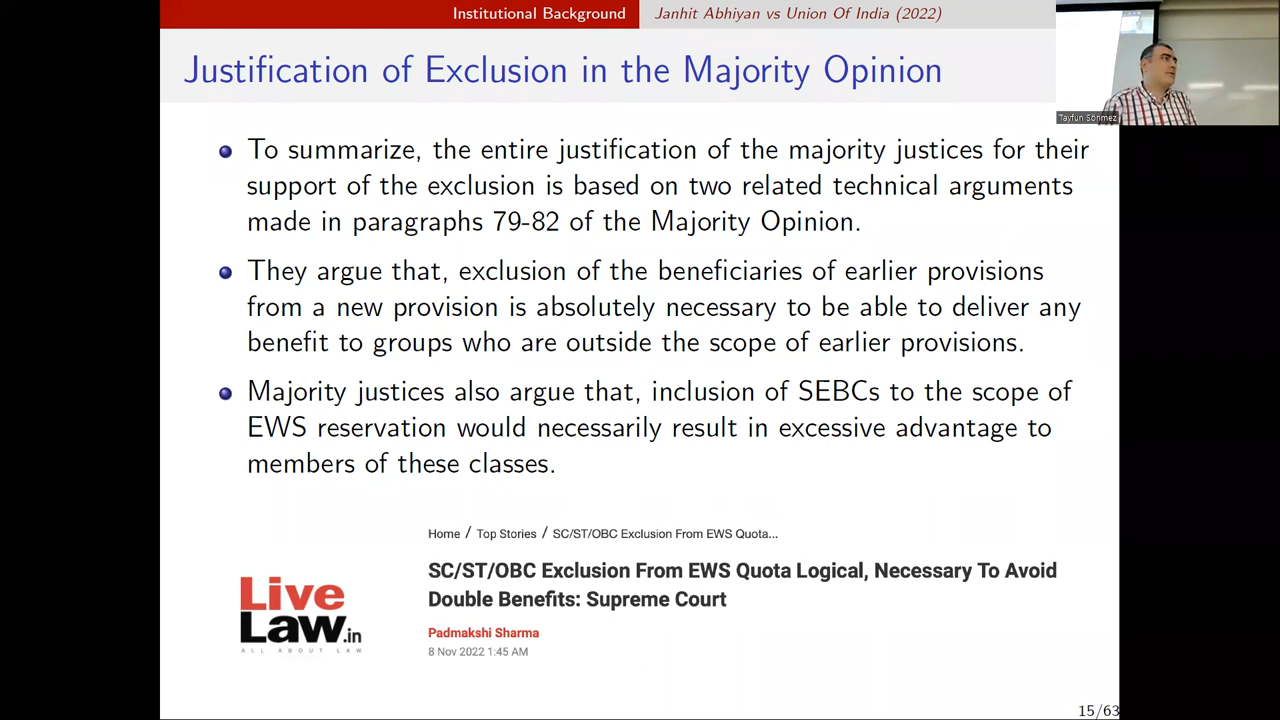 Institutional Background
Janhit Abhiyan vs Union Of India (2022)
Justification of Exclusion in the Majority Opinion
Tayfun Sönmez
To summarize, the entire justification of the majority justices for their
support of the exclusion is based on two related technical arguments
made in paragraphs 79-82 of the Majority Opinion.
They argue that, exclusion of the beneficiaries of earlier provisions
from a new provision is absolutely necessary to be able to deliver any
benefit to groups who are outside the scope of earlier provisions.
Majority justices also argue that, inclusion of SEBCs to the scope of
EWS reservation would necessarily result in excessive advantage to
members of these classes.
Home / Top Stories / SC/ST/OBC Exclusion From EWS Quota...
SC/ST/OBC Exclusion From EWS Quota Logical, Necessary To Avoid
Double Benefits: Supreme Court
Padmakshi Sharma
8 Nov 2022 1:45 AM
Live
Law.in
ALL ABOUT LAW
15/63